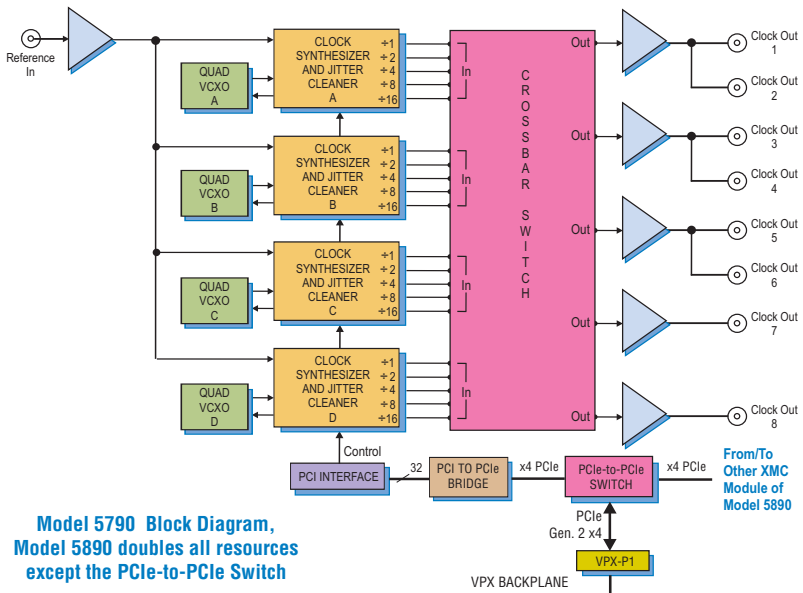 Reference
In
QUAD
VCXO
A
CLOCK
SYNTHESIZER
AND JITTER
CLEANER
A
÷1
÷2
÷4
÷8
÷16
In
QUAD
VCXO
B
CLOCK
SYNTHESIZER
AND JITTER
CLEANER
B
÷1
÷2
÷4
÷8
÷16
In
QUAD
VCXO
C
CLOCK
SYNTHESIZER
AND JITTER
CLEANER
C
÷1
÷2
÷4
÷8
÷16
In
QUAD
VCXO
D
CLOCK
SYNTHESIZER
AND JITTER
CLEANER
D
÷1
÷2
÷4
÷8
÷16
In
CROSSBAR SWITCH
Out
Clock Out
1
Clock Out
2
Out
Clock Out
3
Clock Out
4
Out
Clock Out
5
Clock Out
6
Out
Clock Out
7
Out
Clock Out
8
Control
PCI INTERFACE
32
PCI TO PCIe
BRIDGE
x4 PCIe
PCIe-to-PCIe
SWITCH
x4 PCIe
From/To
Other XMC
Module of
Model 5890
PCIe
Gen. 2 x4
VPX-P1
VPX BACKPLANE
Model 5790 Block Diagram,
Model 5890 doubles all resources
except the PCIe-to-PCIe Switch